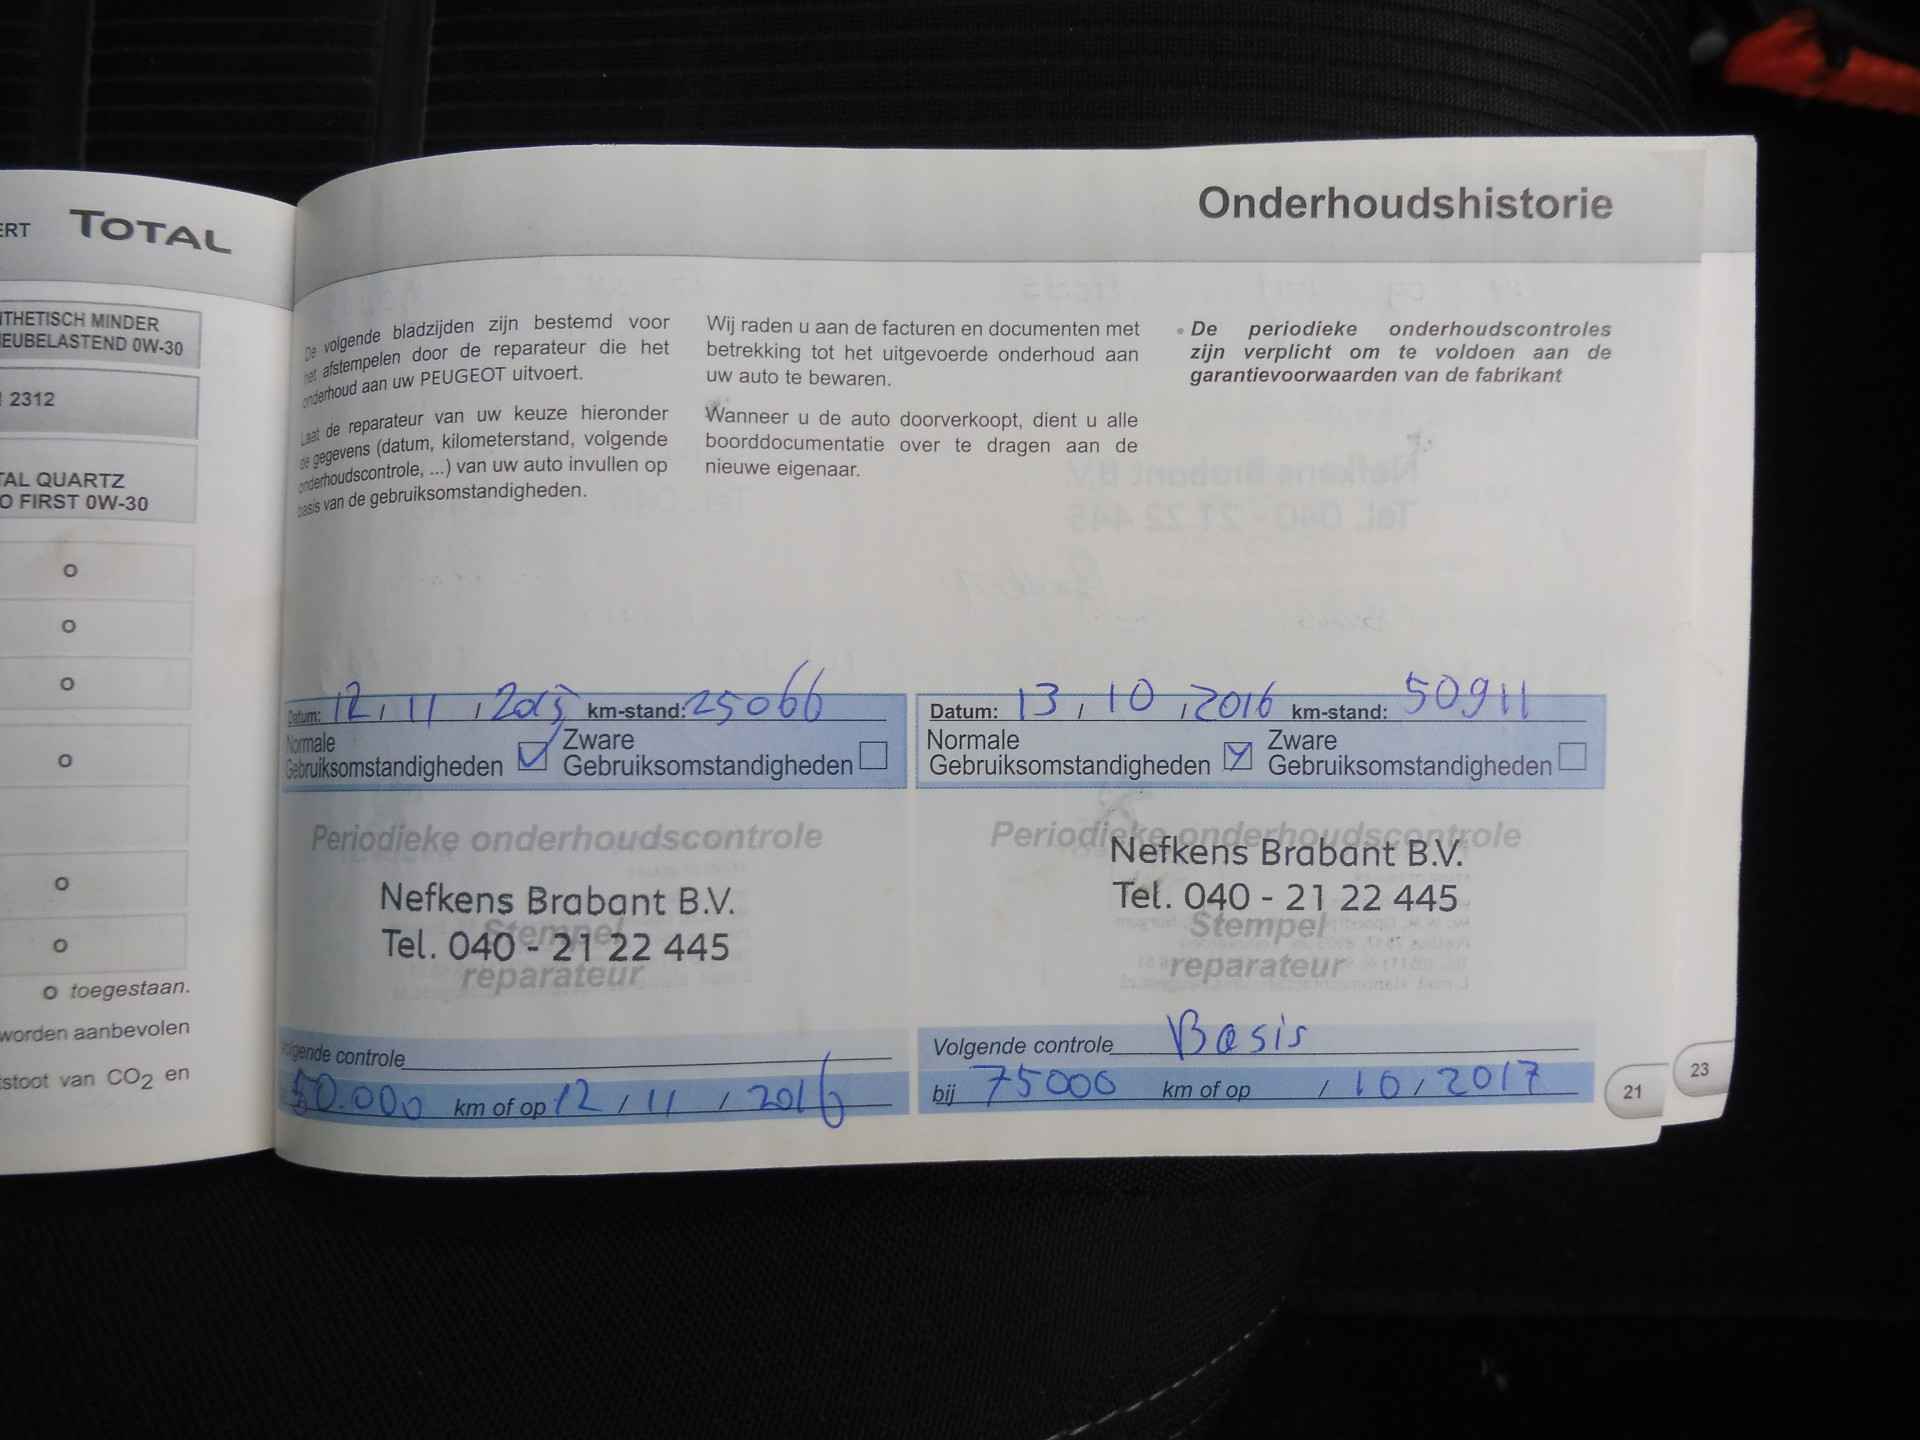 ERT TOTAL
THETISCH MINDER
EUBELASTEND 0W-30
2312
TAL QUARTZ
O FIRST 0W-30
o
o
o
o
o
o
o toegestaan.
worden aanbevolen
tstoot van CO2 en
Onderhoudshistorie
De volgende bladzijden zijn bestemd voor
het afstempelen door de reparateur die het
onderhoud aan uw PEUGEOT uitvoert.
Laat de reparateur van uw keuze hieronder
de gegevens (datum, kilometerstand, volgende
onderhoudscontrole, ...) van uw auto invullen op
basis van de gebruiksomstandigheden.
Wij raden u aan de facturen en documenten met
betrekking tot het uitgevoerde onderhoud aan
uw auto te bewaren.
Wanneer u de auto doorverkoopt, dient u alle
boorddocumentatie over te dragen aan de
nieuwe eigenaar.
• De periodieke onderhoudscontroles
zijn verplicht om te voldoen aan de
garantievoorwaarden van de fabrikant
Datum: 12 / 11 / 2015 km-stand: 25066
Normale
Gebruiksomstandigheden
Zware
Gebruiksomstandigheden
Periodieke onderhoudscontrole
Nefkens Brabant B.V.
Stempel
Tel. 040 - 21 22 445
reparateur
Volgende controle
50.000 km of op 12 / 11 / 2016
Datum: 13 / 10 / 2016 km-stand: 50911
Normale
Gebruiksomstandigheden
Zware
Gebruiksomstandigheden
Periodieke onderhoudscontrole
Nefkens Brabant B.V.
Tel. 040 - 21 22 445
Stempel
reparateur
Volgende controle Basis
bij 75000 km of op / 10 / 2017
21
23